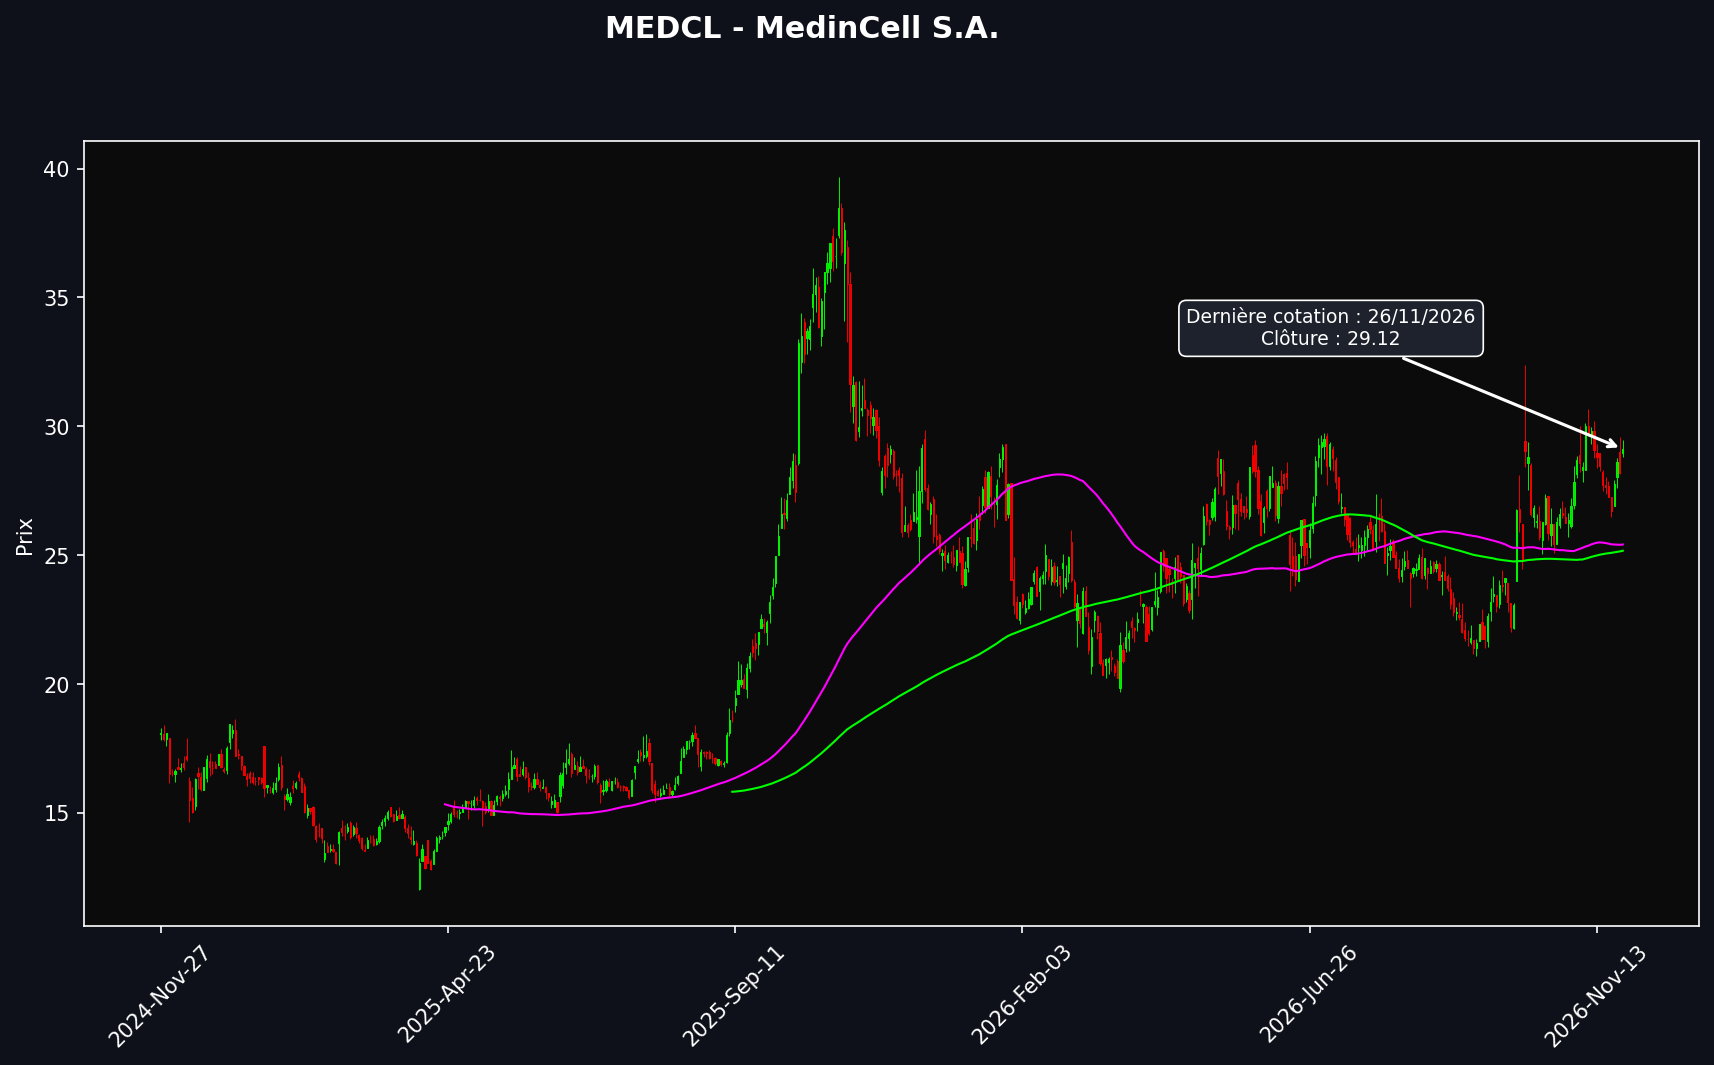 MEDCL - MedinCell S.A.
Prix
40
35
30
25
20
15
Dernière cotation : 26/11/2026
Clôture : 29.12
2024-Nov-27
2025-Apr-23
2025-Sep-11
2026-Feb-03
2026-Jun-26
2026-Nov-13